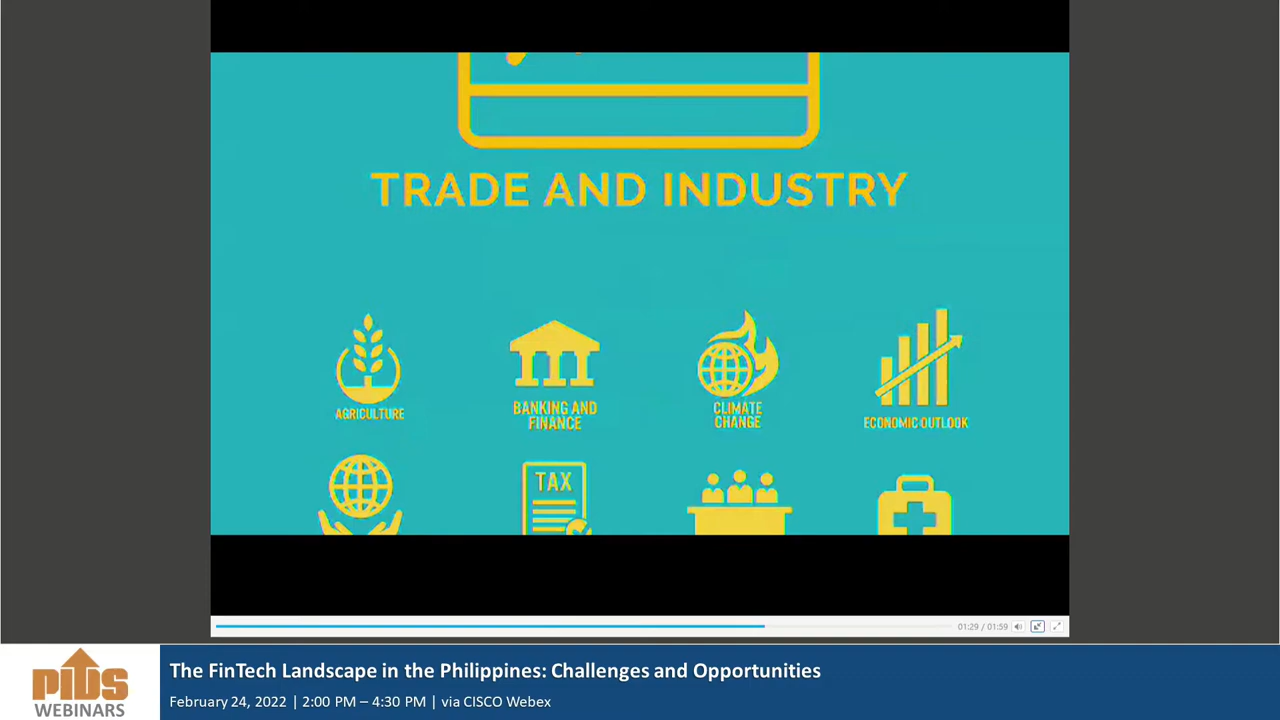 TRADE AND INDUSTRY
AGRICULTURE
BANKING AND
FINANCE
CLIMATE
CHANGE
ECONOMIC OUTLOOK
TAX
01:29 / 01:59
PIDS
WEBINARS
The FinTech Landscape in the Philippines: Challenges and Opportunities
February 24, 2022 | 2:00 PM – 4:30 PM | via CISCO Webex